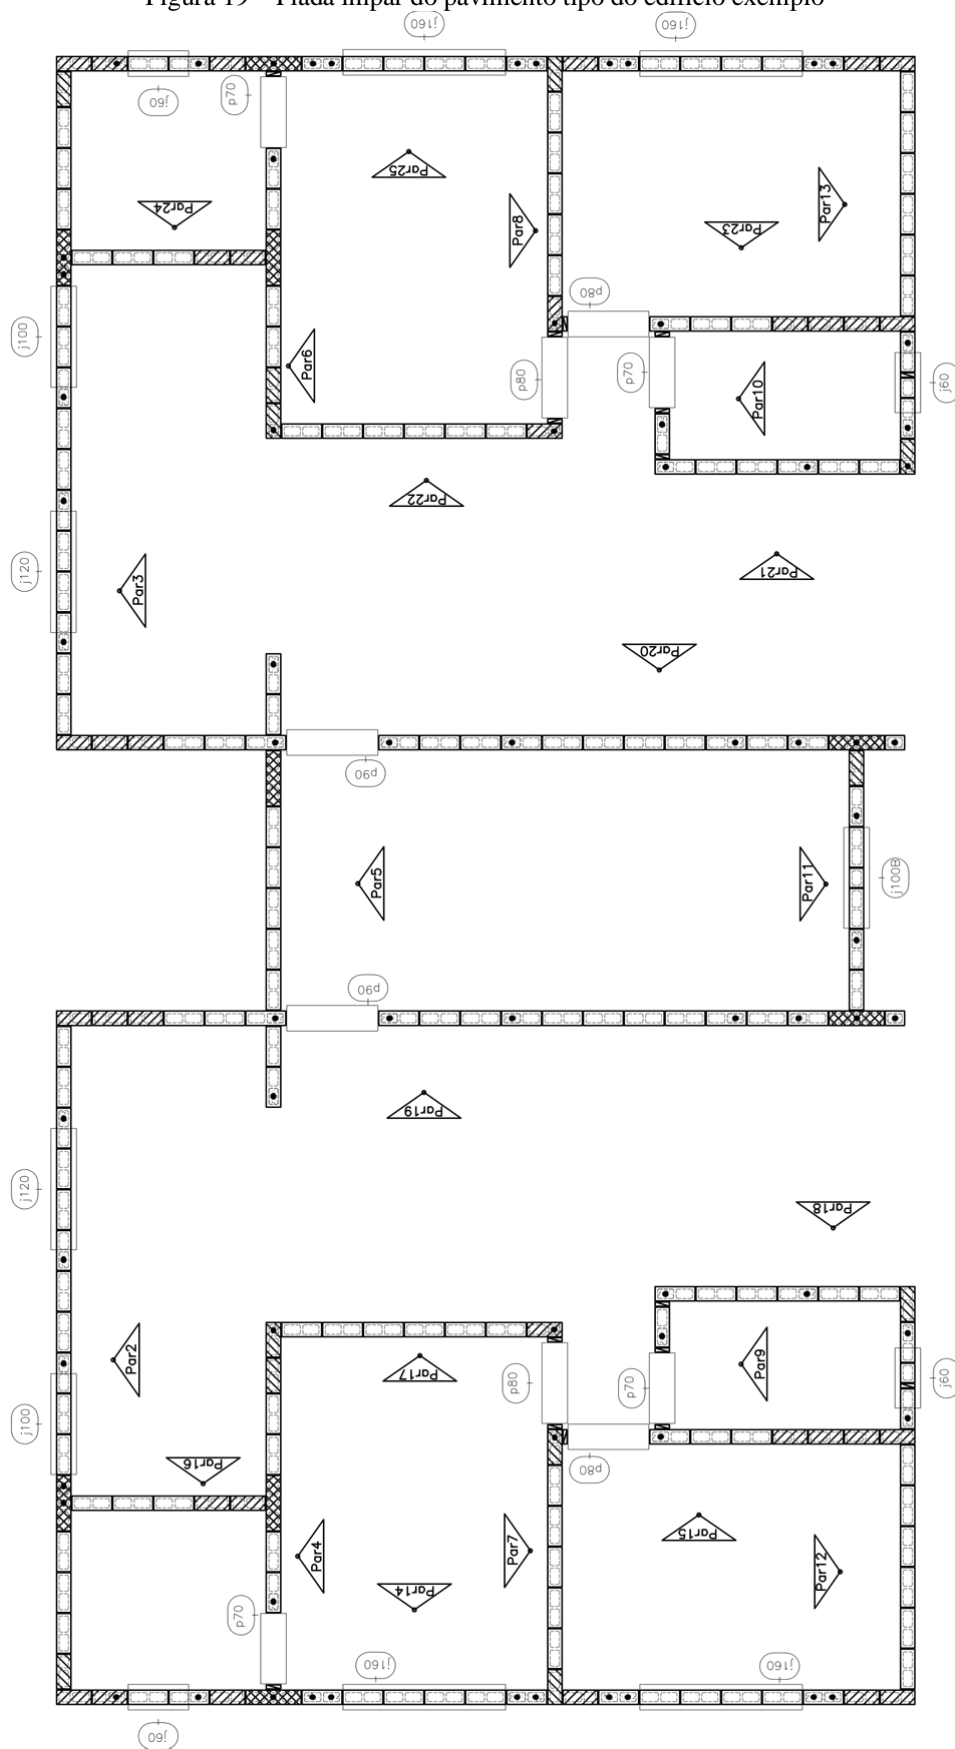 Figura 19 – Fiada ímpar do pavimento tipo do edifício exemplo
j160
j160
j60
p70
Par25
Par24
Par8
Par23
Par13
p80
j100
Par6
p80
p70
Par10
j60
Par22
j120
Par3
Par21
Par20
p90
Par5
Par11
j100B
p90
Par19
j120
Par18
Par2
Par17
p80
p70
Par9
j60
j100
Par16
p80
Par15
Par4
Par7
Par12
Par14
p70
j160
j160
j60